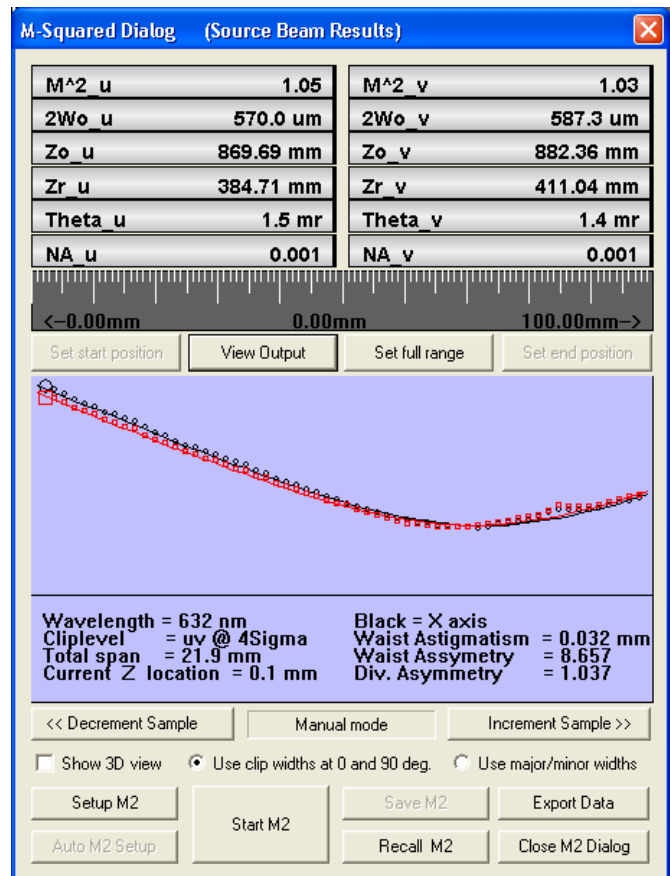 M-Squared Dialog (Source Beam Results)
M^2_u 1.05 M^2_v 1.03
2Wo_u 570.0 um 2Wo_v 587.3 um
Zo_u 869.69 mm Zo_v 882.36 mm
Zr_u 384.71 mm Zr_v 411.04 mm
Theta_u 1.5 mr Theta_v 1.4 mr
NA_u 0.001 NA_v 0.001
<-0.00mm 0.00mm 100.00mm->
Set start position View Output Set full range Set end position
Wavelength = 632 nm Black = X axis
Cliplevel = uv @ 4Sigma Waist Astigmatism = 0.032 mm
Total span = 21.9 mm Waist Assymetry = 8.657
Current Z location = 0.1 mm Div. Asymmetry = 1.037
<< Decrement Sample Manual mode Increment Sample >>
Show 3D view Use clip widths at 0 and 90 deg. Use major/minor widths
Setup M2 Start M2 Save M2 Export Data
Auto M2 Setup Recall M2 Close M2 Dialog